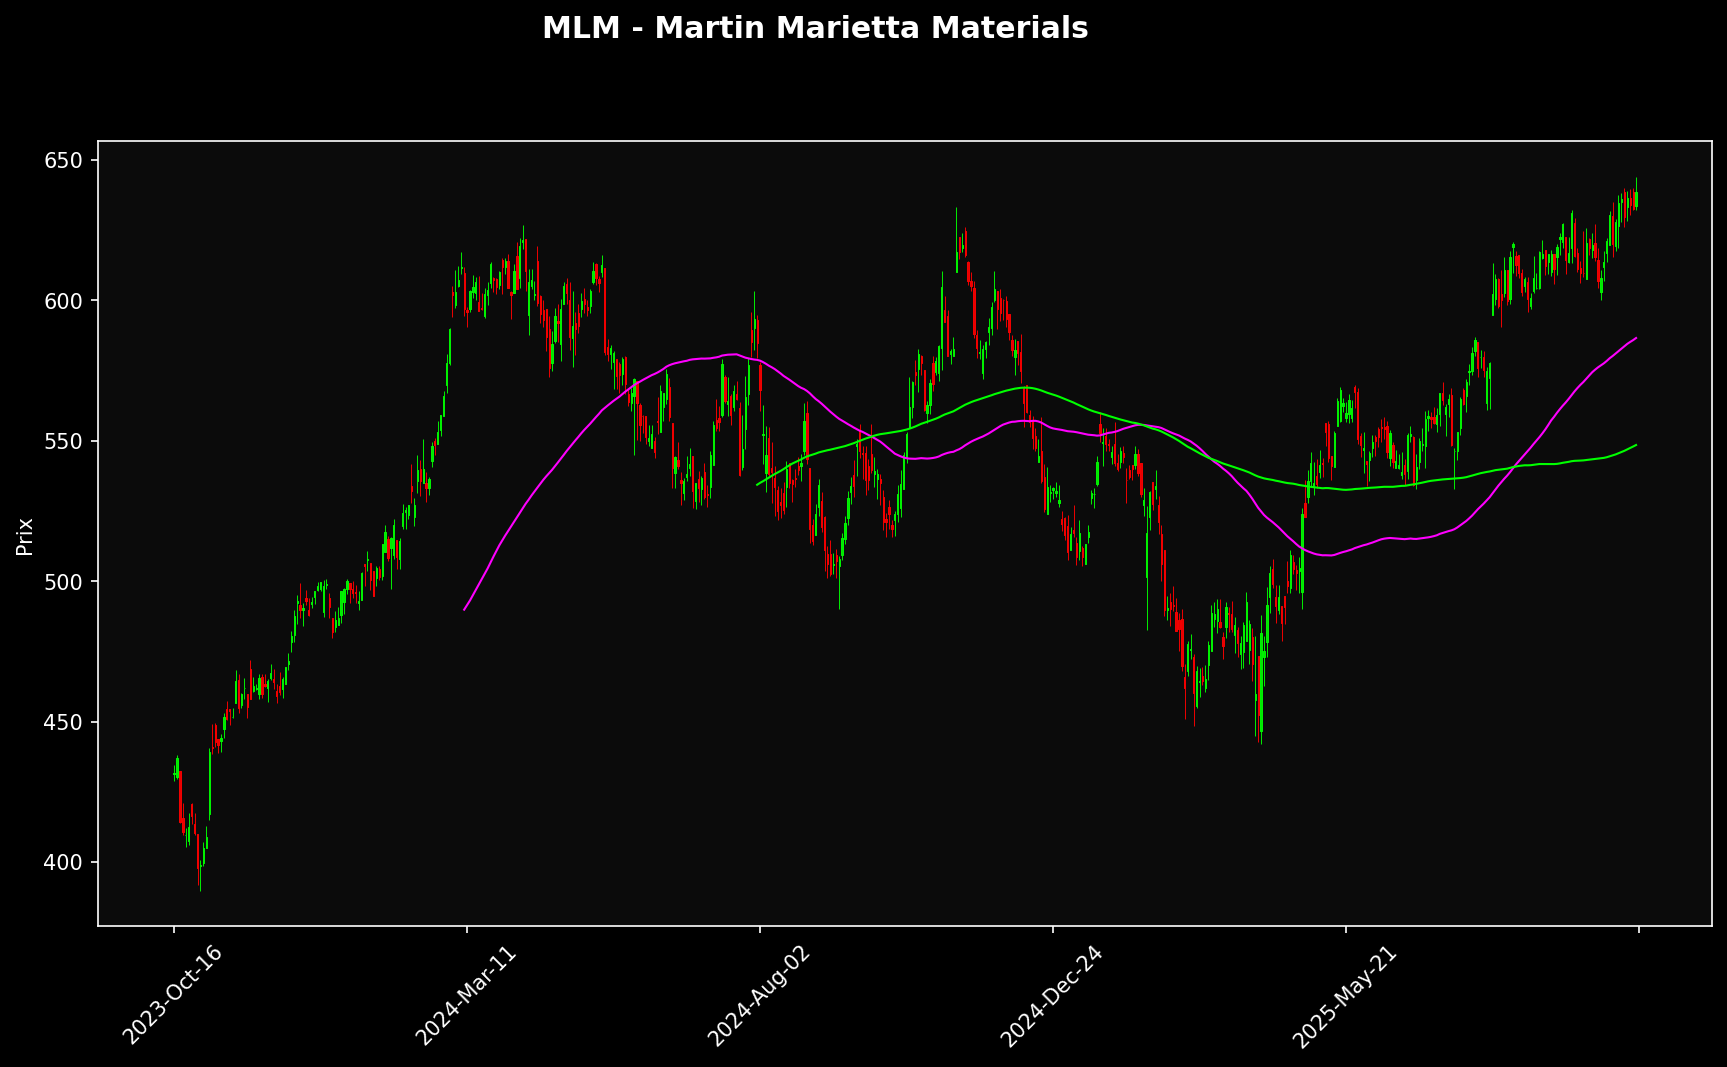 MLM - Martin Marietta Materials
Prix
650
600
550
500
450
400
2023-Oct-16
2024-Mar-11
2024-Aug-02
2024-Dec-24
2025-May-21